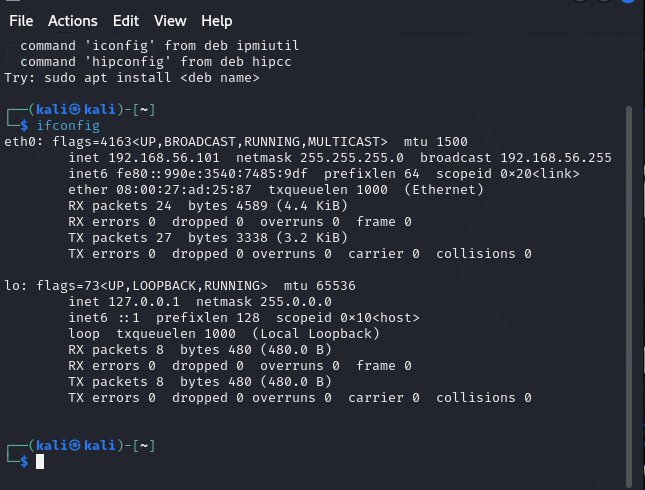 File Actions Edit View Help
command 'iconfig' from deb ipmiutil
command 'hipconfig' from deb hipcc
Try: sudo apt install <deb name>
┌──(kali㉿kali)-[~]
└─$ ifconfig
eth0: flags=4163<UP,BROADCAST,RUNNING,MULTICAST>  mtu 1500
        inet 192.168.56.101  netmask 255.255.255.0  broadcast 192.168.56.255
        inet6 fe80::990e:3540:7485:9df  prefixlen 64  scopeid 0×20<link>
        ether 08:00:27:ad:25:87  txqueuelen 1000  (Ethernet)
        RX packets 24  bytes 4589 (4.4 KiB)
        RX errors 0  dropped 0  overruns 0  frame 0
        TX packets 27  bytes 3338 (3.2 KiB)
        TX errors 0  dropped 0 overruns 0  carrier 0  collisions 0
lo: flags=73<UP,LOOPBACK,RUNNING>  mtu 65536
        inet 127.0.0.1  netmask 255.0.0.0
        inet6 ::1  prefixlen 128  scopeid 0×10<host>
        loop  txqueuelen 1000  (Local Loopback)
        RX packets 8  bytes 480 (480.0 B)
        RX errors 0  dropped 0  overruns 0  frame 0
        TX packets 8  bytes 480 (480.0 B)
        TX errors 0  dropped 0 overruns 0  carrier 0  collisions 0
┌──(kali㉿kali)-[~]
└─$